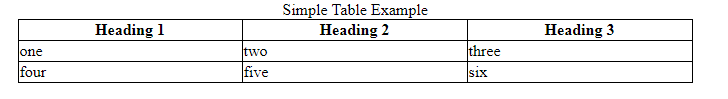 Simple Table Example
Heading 1 Heading 2 Heading 3
one two three
four five six